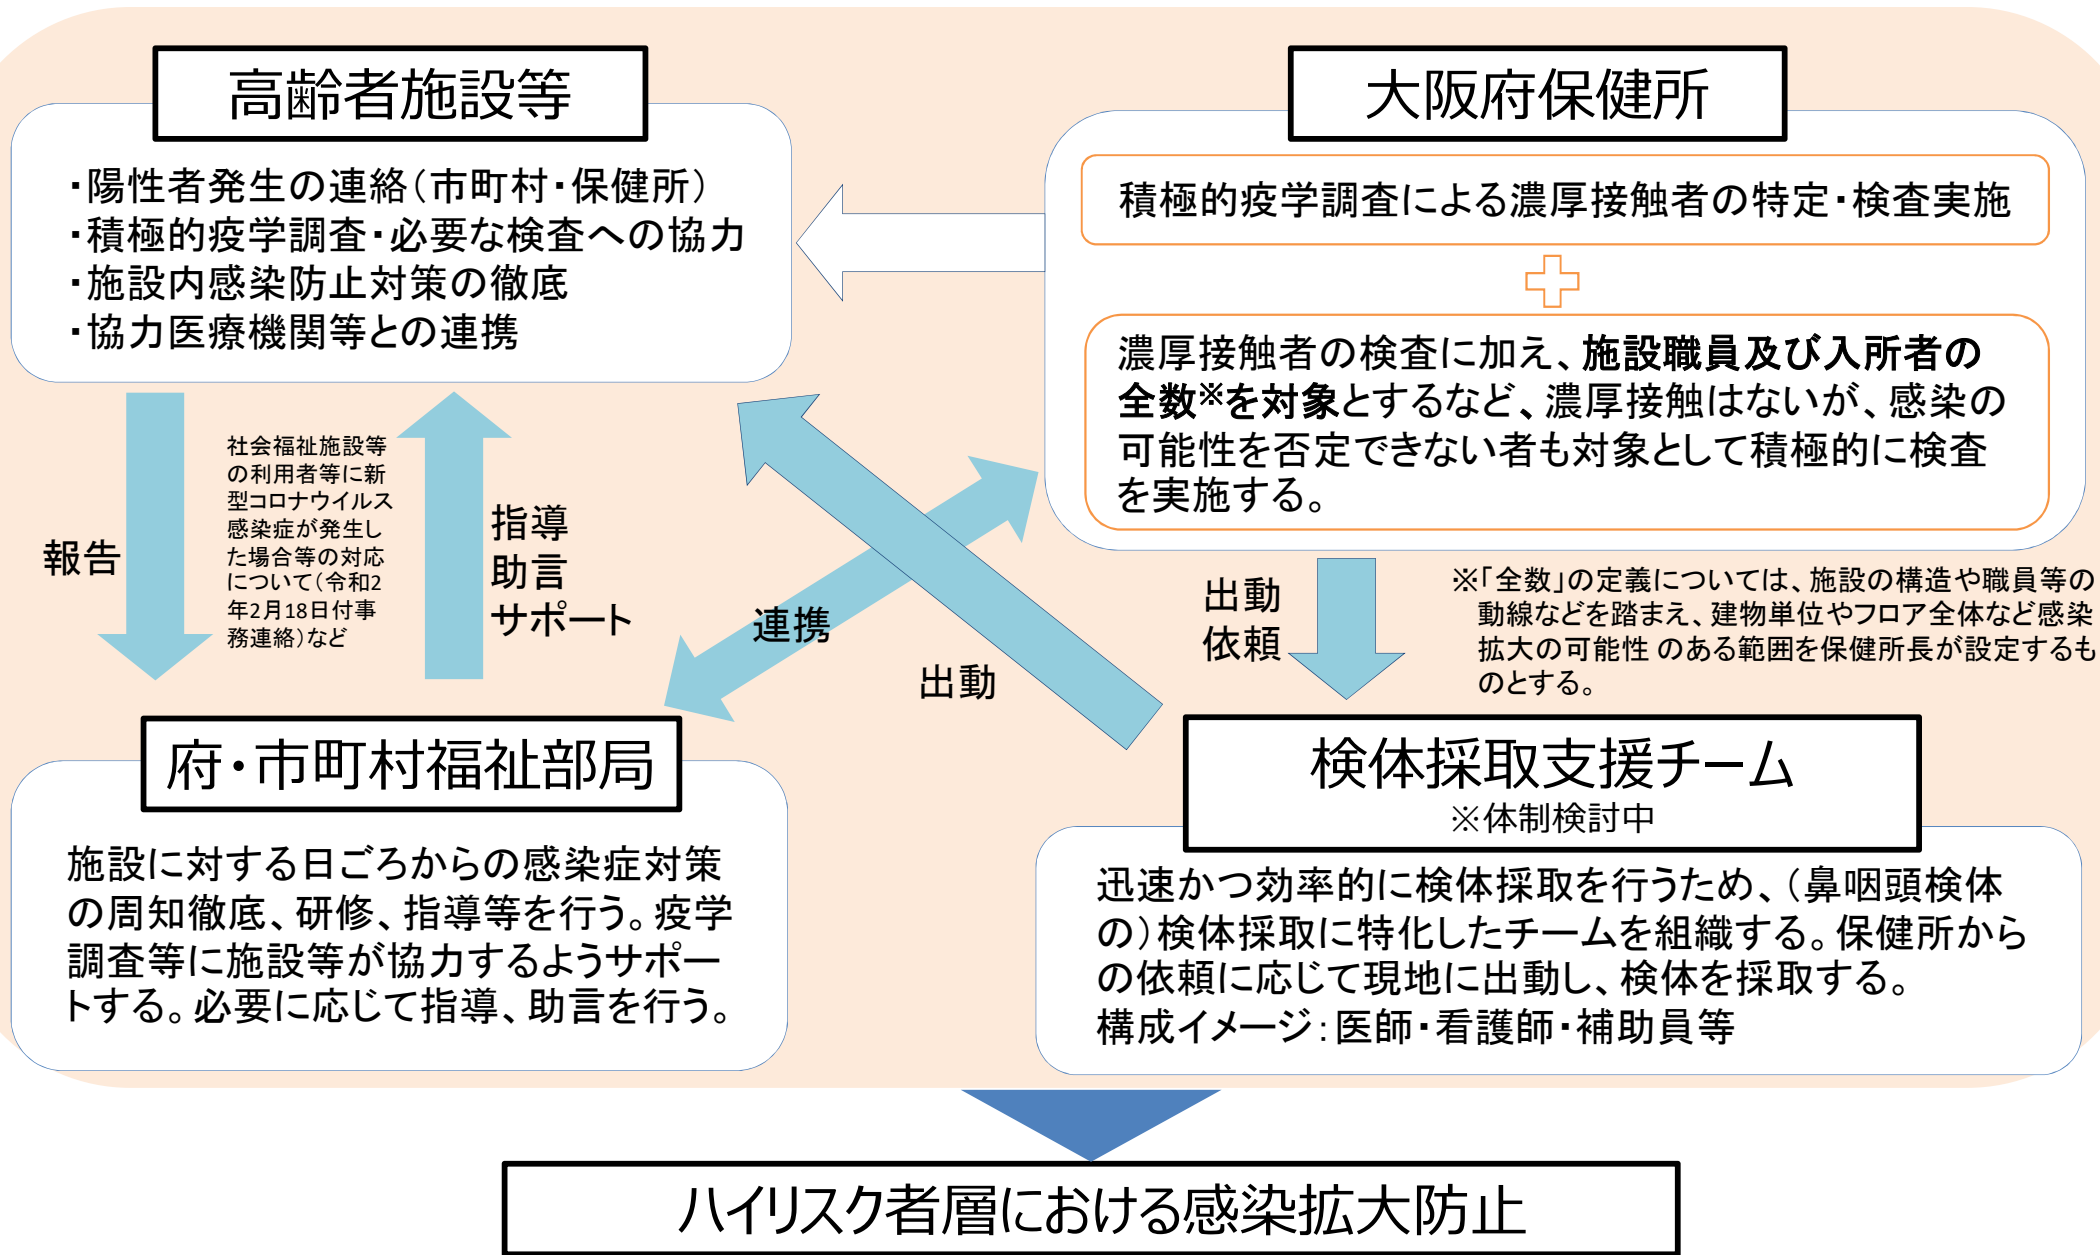 高齢者施設等
・陽性者発生の連絡（市町村・保健所）
・積極的疫学調査・必要な検査への協力
・施設内感染防止対策の徹底
・協力医療機関等との連携
大阪府保健所
積極的疫学調査による濃厚接触者の特定・検査実施
濃厚接触者の検査に加え、施設職員及び入所者の
全数※を対象とするなど、濃厚接触はないが、感染の
可能性を否定できない者も対象として積極的に検査
を実施する。
報告
社会福祉施設等
の利用者等に新
型コロナウイルス
感染症が発生し
た場合等の対応
について（令和2
年2月18日付事
務連絡）など
指導
助言
サポート
連携
出動
出動
依頼
※「全数」の定義については、施設の構造や職員等の
動線などを踏まえ、建物単位やフロア全体など感染
拡大の可能性 のある範囲を保健所長が設定するも
のとする。
府・市町村福祉部局
施設に対する日ごろからの感染症対策
の周知徹底、研修、指導等を行う。疫学
調査等に施設等が協力するようサポー
トする。必要に応じて指導、助言を行う。
検体採取支援チーム
※体制検討中
迅速かつ効率的に検体採取を行うため、（鼻咽頭検体
の）検体採取に特化したチームを組織する。保健所から
の依頼に応じて現地に出動し、検体を採取する。
構成イメージ：医師・看護師・補助員等
ハイリスク者層における感染拡大防止